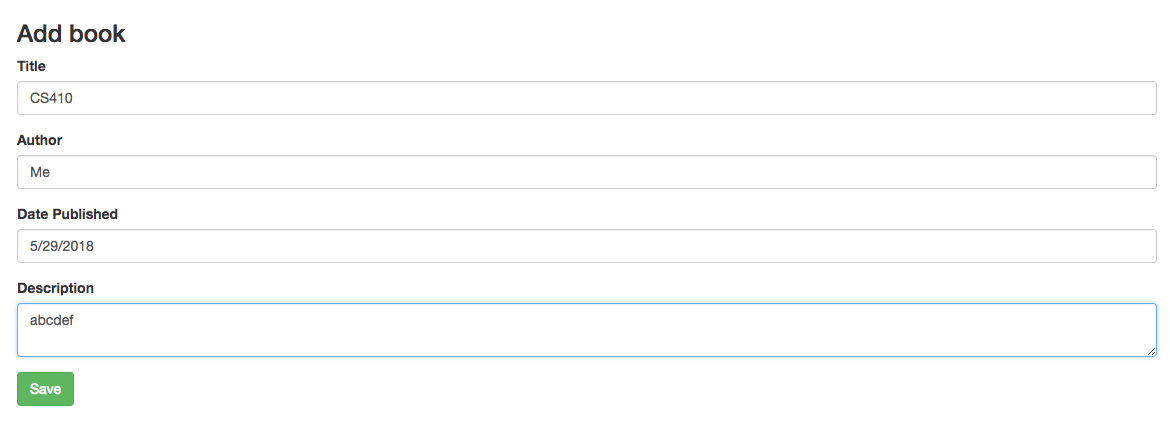 Add book
Title
CS410
Author
Me
Date Published
5/29/2018
Description
abcdef
Save